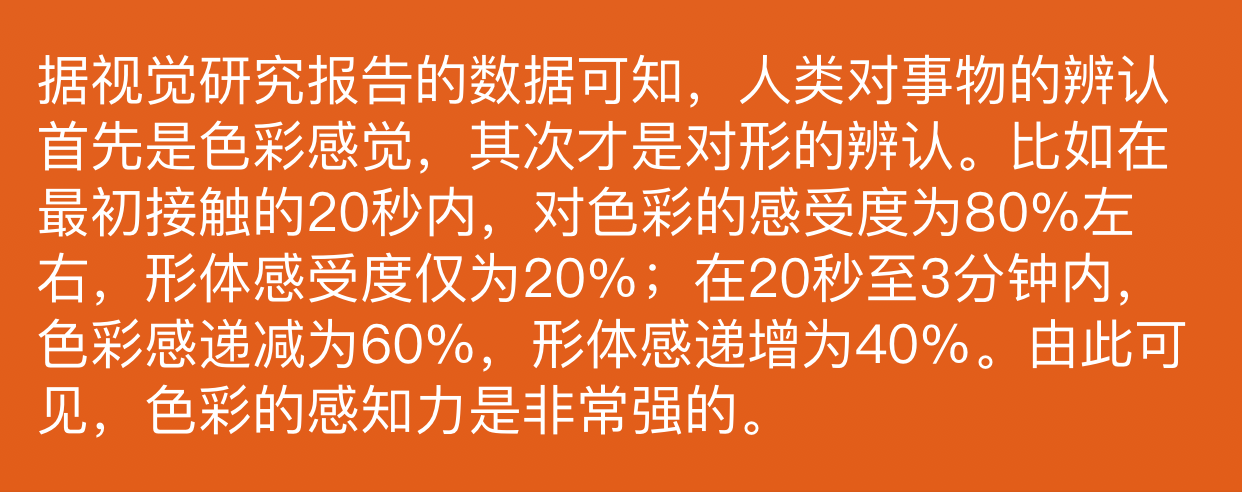 据视觉研究报告的数据可知，人类对事物的辨认
首先是色彩感觉，其次才是对形的辨认。比如在
最初接触的20秒内，对色彩的感受度为80%左
右，形体感受度仅为20%；在20秒至3分钟内，
色彩感递减为60%，形体感递增为40%。由此可
见，色彩的感知力是非常强的。